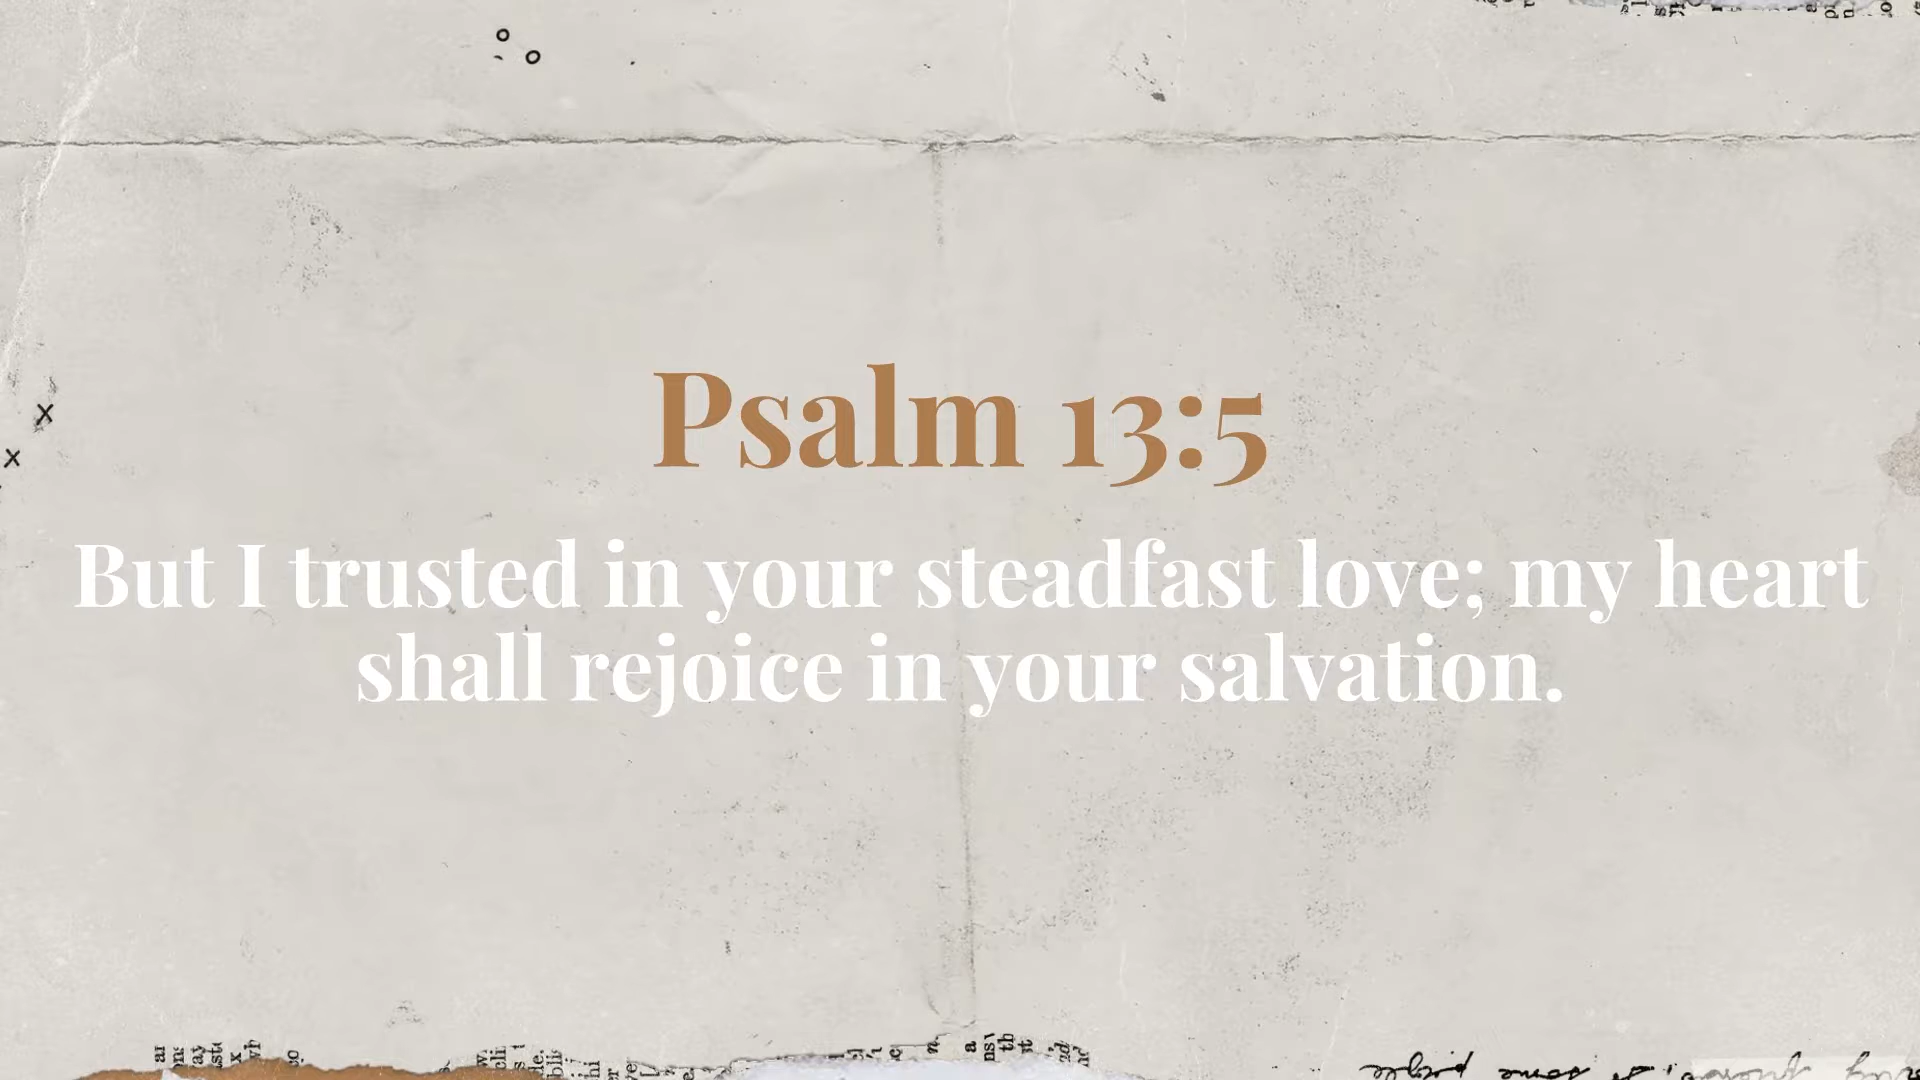 Psalm 13:5
But I trusted in your steadfast love; my heart
shall rejoice in your salvation.